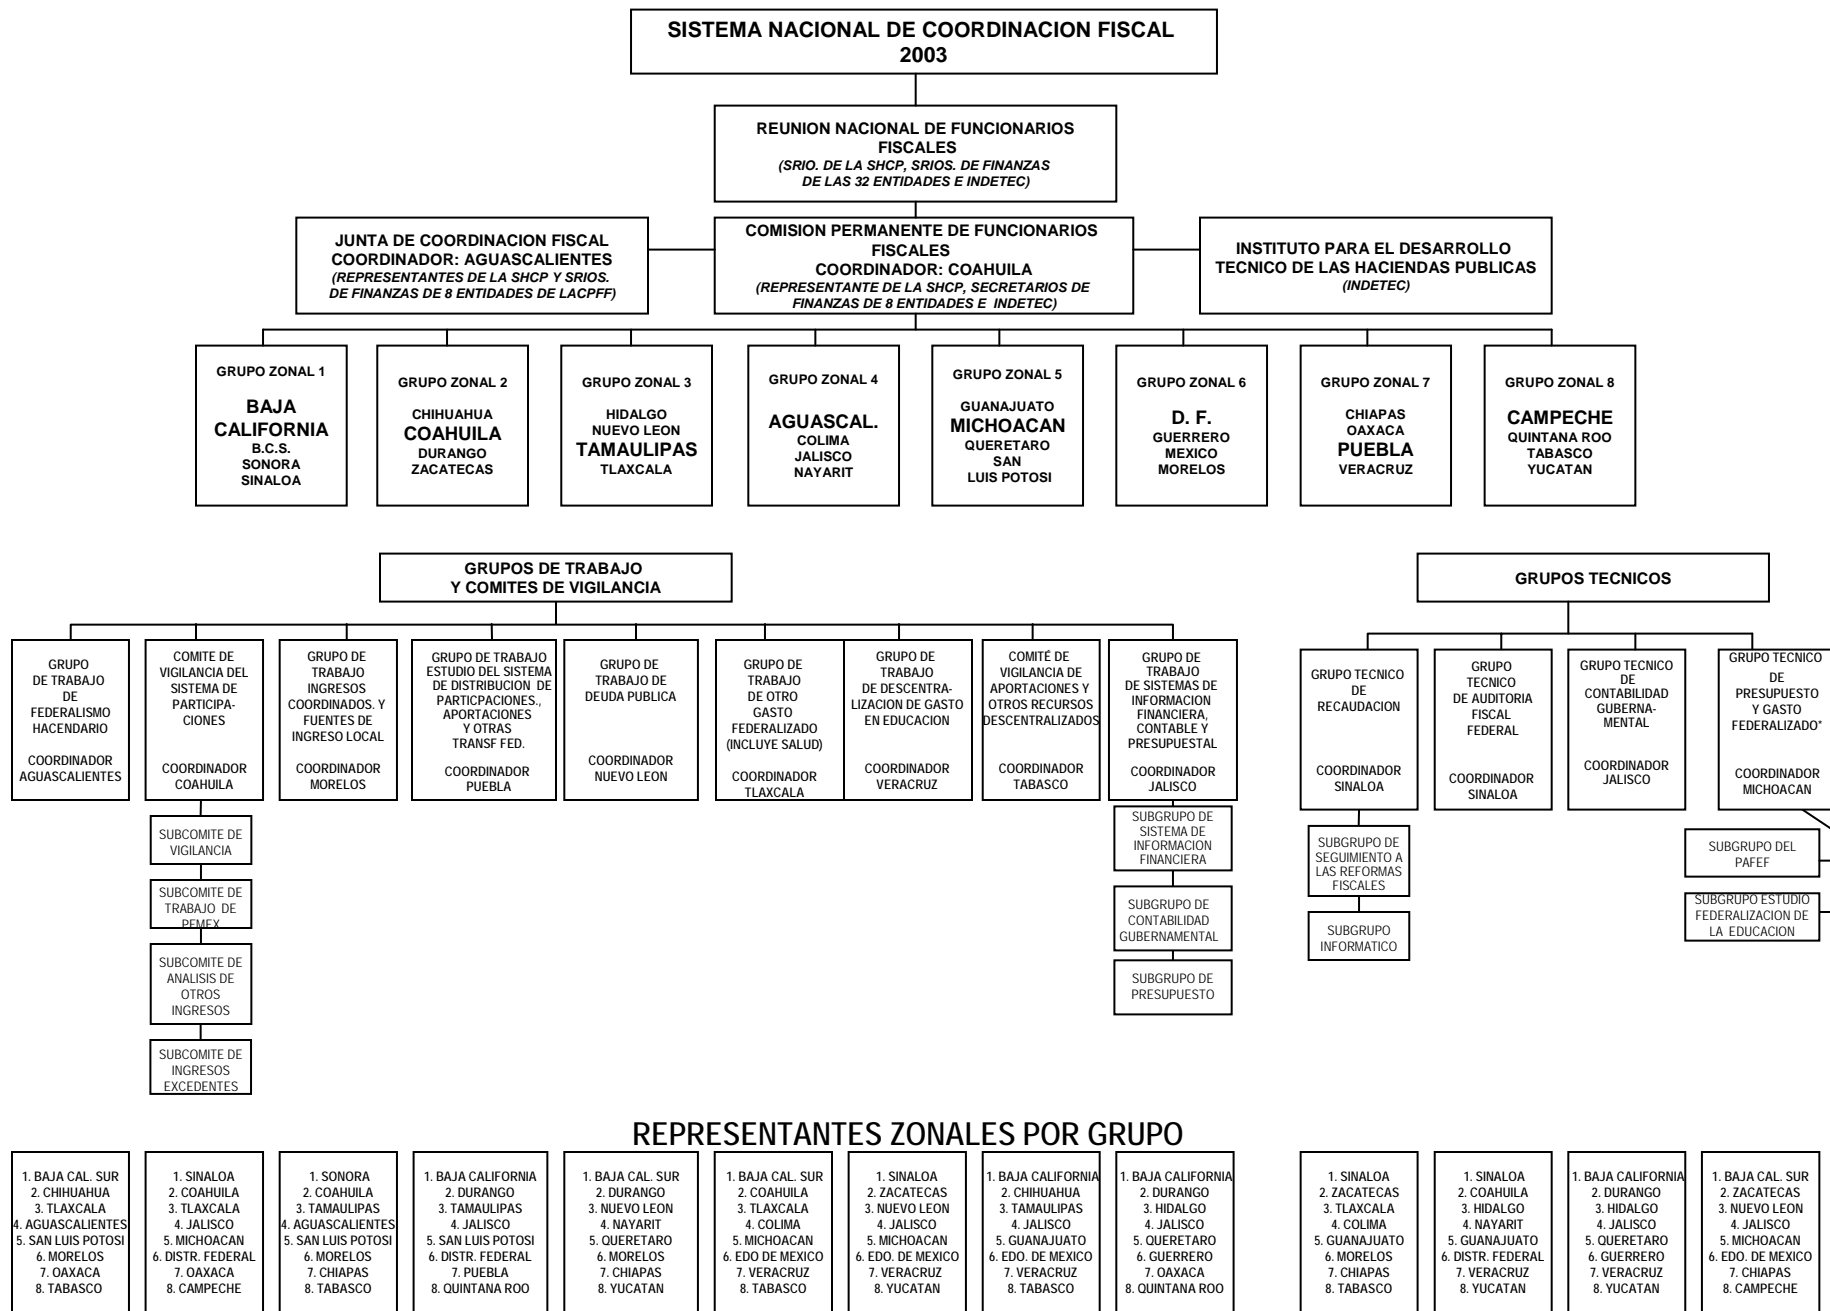 SISTEMA NACIONAL DE COORDINACION FISCAL
2003
REUNION NACIONAL DE FUNCIONARIOS
FISCALES
(SRIO. DE LA SHCP, SRIOS. DE FINANZAS
DE LAS 32 ENTIDADES E INDETEC)
JUNTA DE COORDINACION FISCAL
COORDINADOR: AGUASCALIENTES
(REPRESENTANTES DE LA SHCP Y SRIOS.
DE FINANZAS DE 8 ENTIDADES DE LACPFF)
COMISION PERMANENTE DE FUNCIONARIOS
FISCALES
COORDINADOR: COAHUILA
(REPRESENTANTE DE LA SHCP, SECRETARIOS DE
FINANZAS DE 8 ENTIDADES E  INDETEC)
INSTITUTO PARA EL DESARROLLO
TECNICO DE LAS HACIENDAS PUBLICAS
(INDETEC)
GRUPO ZONAL 1
BAJA
CALIFORNIA
B.C.S.
SONORA
SINALOA
GRUPO ZONAL 2
CHIHUAHUA
COAHUILA
DURANGO
ZACATECAS
GRUPO ZONAL 3
HIDALGO
NUEVO LEON
TAMAULIPAS
TLAXCALA
GRUPO ZONAL 4
AGUASCAL.
COLIMA
JALISCO
NAYARIT
GRUPO ZONAL 5
GUANAJUATO
MICHOACAN
QUERETARO
SAN
LUIS POTOSI
GRUPO ZONAL 6
D. F.
GUERRERO
MEXICO
MORELOS
GRUPO ZONAL 7
CHIAPAS
OAXACA
PUEBLA
VERACRUZ
GRUPO ZONAL 8
CAMPECHE
QUINTANA ROO
TABASCO
YUCATAN
GRUPOS DE TRABAJO
Y COMITES DE VIGILANCIA
GRUPO
DE TRABAJO
DE
FEDERALISMO
HACENDARIO
COORDINADOR
AGUASCALIENTES
COMITE DE
VIGILANCIA DEL
SISTEMA DE
PARTICIPA-
CIONES
COORDINADOR
COAHUILA
GRUPO DE
TRABAJO
INGRESOS
COORDINADOS. Y
FUENTES DE
INGRESO LOCAL
COORDINADOR
MORELOS
GRUPO DE TRABAJO
ESTUDIO DEL SISTEMA
DE DISTRIBUCION  DE
PARTICPACIONES.,
APORTACIONES
Y OTRAS
TRANSF FED.
COORDINADOR
PUEBLA
GRUPO DE
TRABAJO DE
DEUDA PUBLICA
COORDINADOR
NUEVO LEON
GRUPO DE
TRABAJO
DE OTRO
GASTO
FEDERALIZADO
(INCLUYE SALUD)
COORDINADOR
TLAXCALA
GRUPO DE
TRABAJO
DE DESCENTRA-
LIZACION DE GASTO
EN EDUCACION
COORDINADOR
VERACRUZ
COMITÉ DE
VIGILANCIA DE
APORTACIONES Y
OTROS RECURSOS
DESCENTRALIZADOS
COORDINADOR
TABASCO
GRUPO DE
TRABAJO
DE SISTEMAS DE
INFORMACION
FINANCIERA,
CONTABLE Y
PRESUPUESTAL
COORDINADOR
JALISCO
SUBCOMITE DE
VIGILANCIA
SUBCOMITE DE
TRABAJO  DE
PEMEX
SUBCOMITE DE
ANALISIS DE
OTROS
INGRESOS
SUBCOMITE DE
INGRESOS
EXCEDENTES
SUBGRUPO DE
SISTEMA DE
INFORMACION
FINANCIERA
SUBGRUPO DE
CONTABILIDAD
GUBERNAMENTAL
SUBGRUPO DE
PRESUPUESTO
GRUPOS TECNICOS
GRUPO TECNICO
DE
RECAUDACION
COORDINADOR
SINALOA
GRUPO
TECNICO
DE AUDITORIA
FISCAL
FEDERAL
COORDINADOR
SINALOA
GRUPO TECNICO
DE
CONTABILIDAD
GUBERNA-
MENTAL
COORDINADOR
JALISCO
GRUPO TECNICO
DE
PRESUPUESTO
Y GASTO
FEDERALIZADO*
COORDINADOR
MICHOACAN
SUBGRUPO DE
SEGUIMIENTO A
LAS REFORMAS
FISCALES
SUBGRUPO
INFORMATICO
SUBGRUPO DEL
PAFEF
SUBGRUPO ESTUDIO
FEDERALIZACION DE
LA  EDUCACION
REPRESENTANTES ZONALES POR GRUPO
1. BAJA CAL. SUR
2. CHIHUAHUA
3. TLAXCALA
4. AGUASCALIENTES
5. SAN LUIS POTOSI
6. MORELOS
7. OAXACA
8. TABASCO
1. SINALOA
2. COAHUILA
3. TLAXCALA
4. JALISCO
5. MICHOACAN
6. DISTR. FEDERAL
7. OAXACA
8. CAMPECHE
1. SONORA
2. COAHUILA
3. TAMAULIPAS
4. AGUASCALIENTES
5. SAN LUIS POTOSI
6. MORELOS
7. CHIAPAS
8. TABASCO
1. BAJA CALIFORNIA
2. DURANGO
3. TAMAULIPAS
4. JALISCO
5. SAN LUIS POTOSI
6. DISTR. FEDERAL
7. PUEBLA
8. QUINTANA ROO
1. BAJA CAL. SUR
2. DURANGO
3. NUEVO LEON
4. NAYARIT
5. QUERETARO
6. MORELOS
7. CHIAPAS
8. YUCATAN
1. BAJA CAL. SUR
2. COAHUILA
3. TLAXCALA
4. COLIMA
5. MICHOACAN
6. EDO DE MEXICO
7. VERACRUZ
8. TABASCO
1. SINALOA
2. ZACATECAS
3. NUEVO LEON
4. JALISCO
5. MICHOACAN
6. EDO. DE MEXICO
7. VERACRUZ
8. YUCATAN
1. BAJA CALIFORNIA
2. CHIHUAHUA
3. TAMAULIPAS
4. JALISCO
5. GUANAJUATO
6. EDO. DE MEXICO
7. VERACRUZ
8. TABASCO
1. BAJA CALIFORNIA
2. DURANGO
3. HIDALGO
4. JALISCO
5. QUERETARO
6. GUERRERO
7. OAXACA
8. QUINTANA ROO
1. SINALOA
2. ZACATECAS
3. TLAXCALA
4. COLIMA
5. GUANAJUATO
6. MORELOS
7. CHIAPAS
8. TABASCO
1. SINALOA
2. COAHUILA
3. HIDALGO
4. NAYARIT
5. GUANAJUATO
6. DISTR. FEDERAL
7. VERACRUZ
8. YUCATAN
1. BAJA CALIFORNIA
2. DURANGO
3. HIDALGO
4. JALISCO
5. QUERETARO
6. GUERRERO
7. VERACRUZ
8. YUCATAN
1. BAJA CAL. SUR
2. ZACATECAS
3. NUEVO LEON
4. JALISCO
5. MICHOACAN
6. EDO. DE MEXICO
7. CHIAPAS
8. CAMPECHE